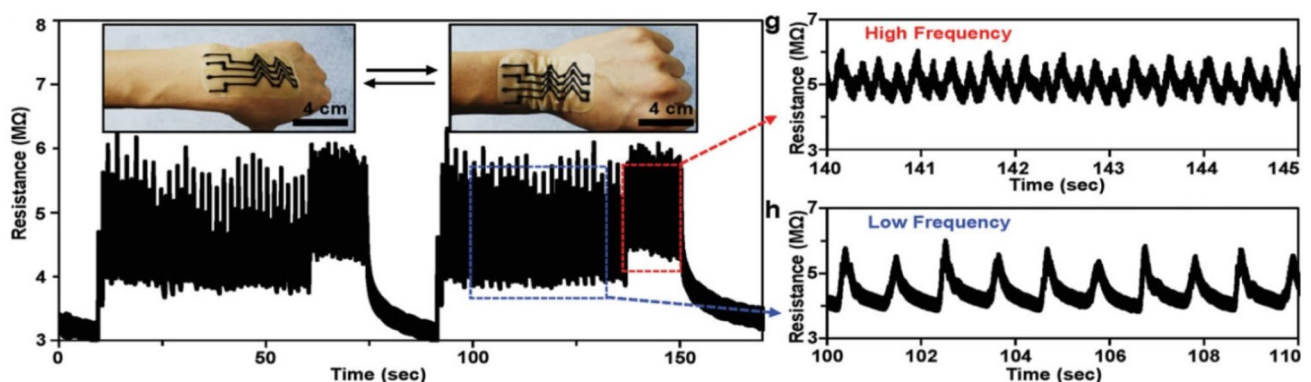 8
7
6
5
4
3
Resistance (MΩ)
4 cm
4 cm
0
50
100
150
Time (sec)
g
High Frequency
7
5
3
Resistance (MΩ)
140 141 142 143 144 145
Time (sec)
h
Low Frequency
7
5
3
Resistance (MΩ)
100 102 104 106 108 110
Time (sec)